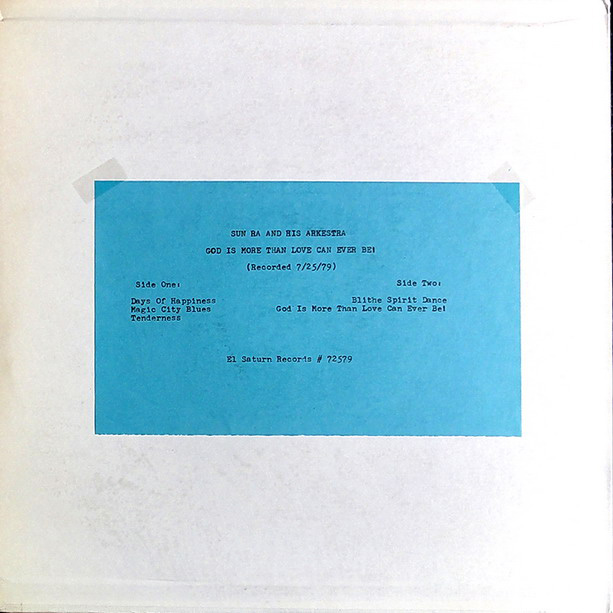 SUN RA AND HIS ARKESTRA
GOD IS MORE THAN LOVE CAN EVER BE!
(Recorded 7/25/79)
Side One:
Days Of Happiness
Magic City Blues
Tenderness
Side Two:
Blithe Spirit Dance
God Is More Than Love Can Ever Be!
El Saturn Records # 72579